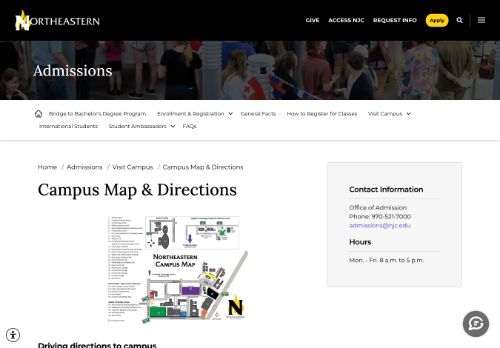 NORTHEASTERN
GIVE ACCESS NJC REQUEST INFO Apply
Admissions
Bridge to Bachelor's Degree Program Enrollment & Registration General Facts How to Register for Classes Visit Campus
International Students Student Ambassadors FAQs
Home / Admissions / Visit Campus / Campus Map & Directions
Campus Map & Directions
NORTHEASTERN
CAMPUS MAP
Driving directions to campus
Contact Information
Office of Admission
Phone: 970-521-7000
admissions@njc.edu
Hours
Mon. - Fri. 8 a.m. to 5 p.m.